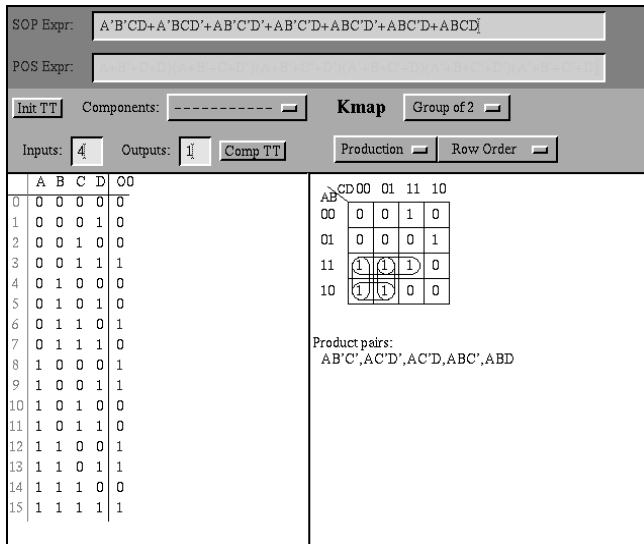 SOP Expr: A'B'CD+A'BCD'+AB'C'D'+AB'C'D+ABC'D'+ABC'D+ABCD
POS Expr:
Init TT Components: ----------- Kmap Group of 2
Inputs: 4 Outputs: 1 Comp TT Production Row Order
A B C D O0
0 0 0 0 0 0
1 0 0 0 1 0
2 0 0 1 0 0
3 0 0 1 1 1
4 0 1 0 0 0
5 0 1 0 1 0
6 0 1 1 0 1
7 0 1 1 1 0
8 1 0 0 0 1
9 1 0 0 1 1
10 1 0 1 0 0
11 1 0 1 1 0
12 1 1 0 0 1
13 1 1 0 1 1
14 1 1 1 0 0
15 1 1 1 1 1
AB CD 00 01 11 10
00 0 0 1 0
01 0 0 0 1
11 1 1 1 0
10 1 1 0 0
Product pairs:
AB'C',AC'D',AC'D,ABC',ABD